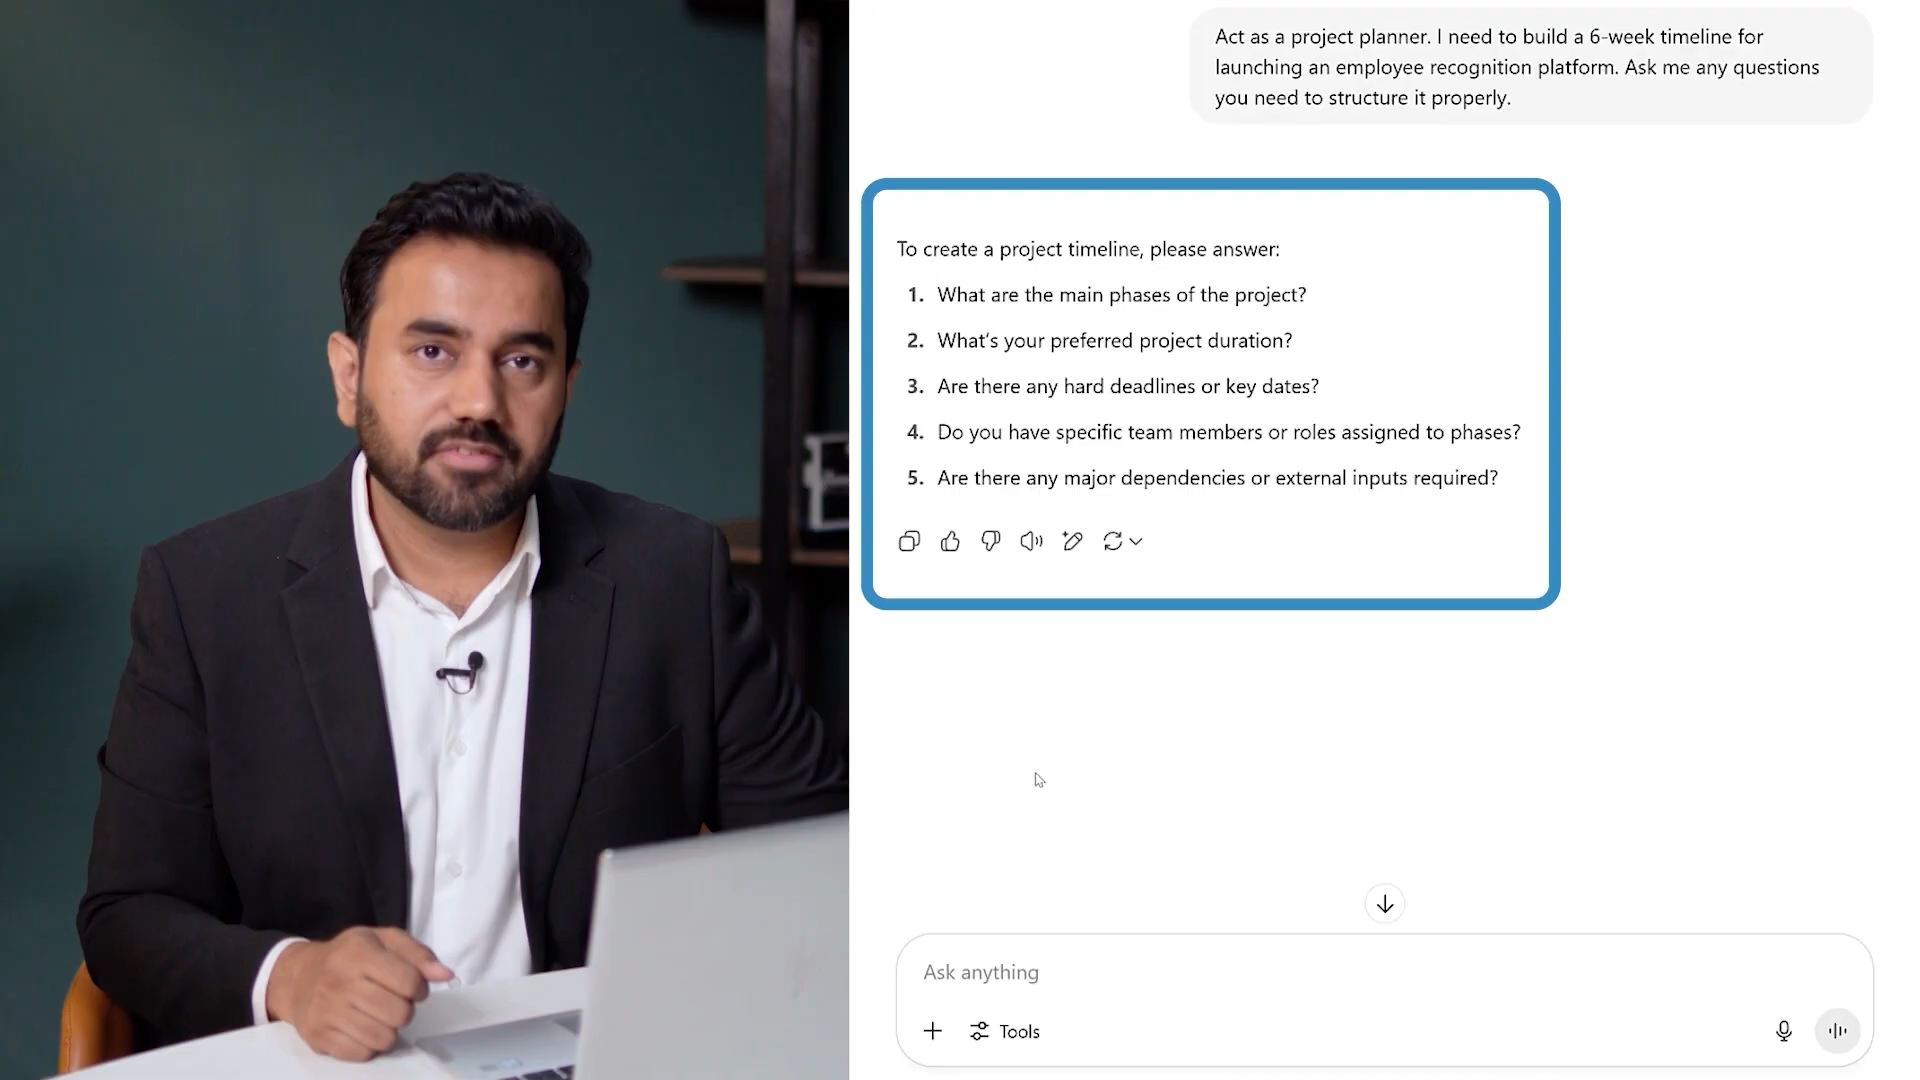 Act as a project planner. I need to build a 6-week timeline for
launching an employee recognition platform. Ask me any questions
you need to structure it properly.
To create a project timeline, please answer:
1. What are the main phases of the project?
2. What's your preferred project duration?
3. Are there any hard deadlines or key dates?
4. Do you have specific team members or roles assigned to phases?
5. Are there any major dependencies or external inputs required?
Ask anything
Tools